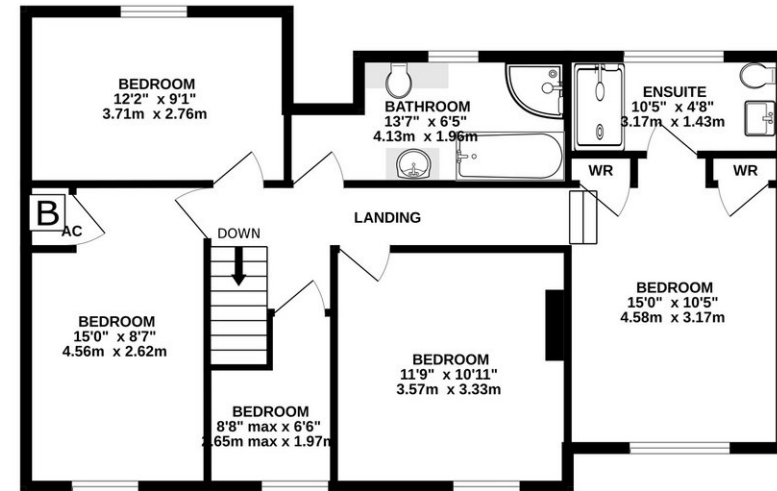 BEDROOM
12'2" x 9'1"
3.71m x 2.76m
BATHROOM
13'7" x 6'5"
4.13m x 1.96m
ENSUITE
10'5" x 4'8"
3.17m x 1.43m
WR
WR
B
AC
DOWN
LANDING
BEDROOM
15'0" x 8'7"
4.56m x 2.62m
BEDROOM
8'8" max x 6'6"
2.65m max x 1.97m
BEDROOM
11'9" x 10'11"
3.57m x 3.33m
BEDROOM
15'0" x 10'5"
4.58m x 3.17m